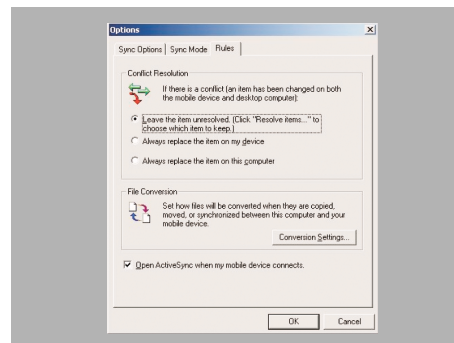 Options
Sync Options Sync Mode Rules
Conflict Resolution
If there is a conflict (an item has been changed on both
the mobile device and desktop computer):
Leave the item unresolved. (Click "Resolve items..." to
choose which item to keep.)
Always replace the item on my device
Always replace the item on this computer
File Conversion
Set how files will be converted when they are copied,
moved, or synchronized between this computer and your
mobile device.
Conversion Settings...
Open ActiveSync when my mobile device connects.
OK Cancel